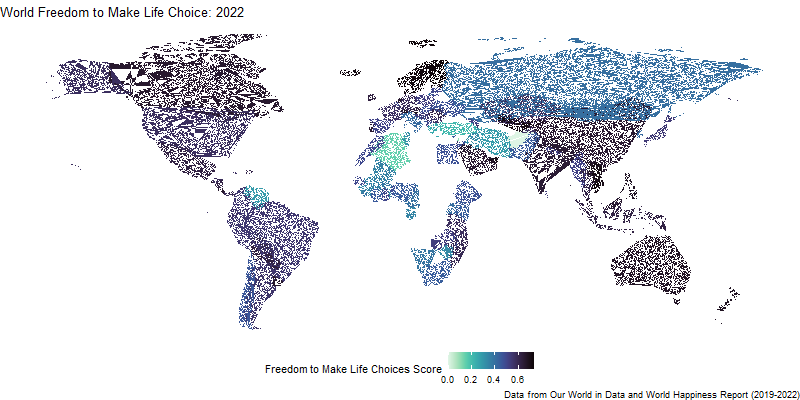 World Freedom to Make Life Choice: 2022
Freedom to Make Life Choices Score
0.0 0.2 0.4 0.6
Data from Our World in Data and World Happiness Report (2019-2022)